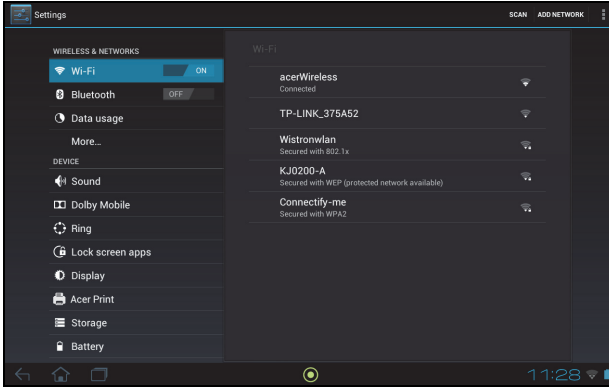 Settings
SCAN ADD NETWORK
WIRELESS & NETWORKS
Wi-Fi ON
Bluetooth OFF
Data usage
More...
DEVICE
Sound
Dolby Mobile
Ring
Lock screen apps
Display
Acer Print
Storage
Battery
Wi-Fi
acerWireless
Connected
TP-LINK_375A52
Wistronwlan
Secured with 802.1x
KJ0200-A
Secured with WEP (protected network available)
Connectify-me
Secured with WPA2
11:28